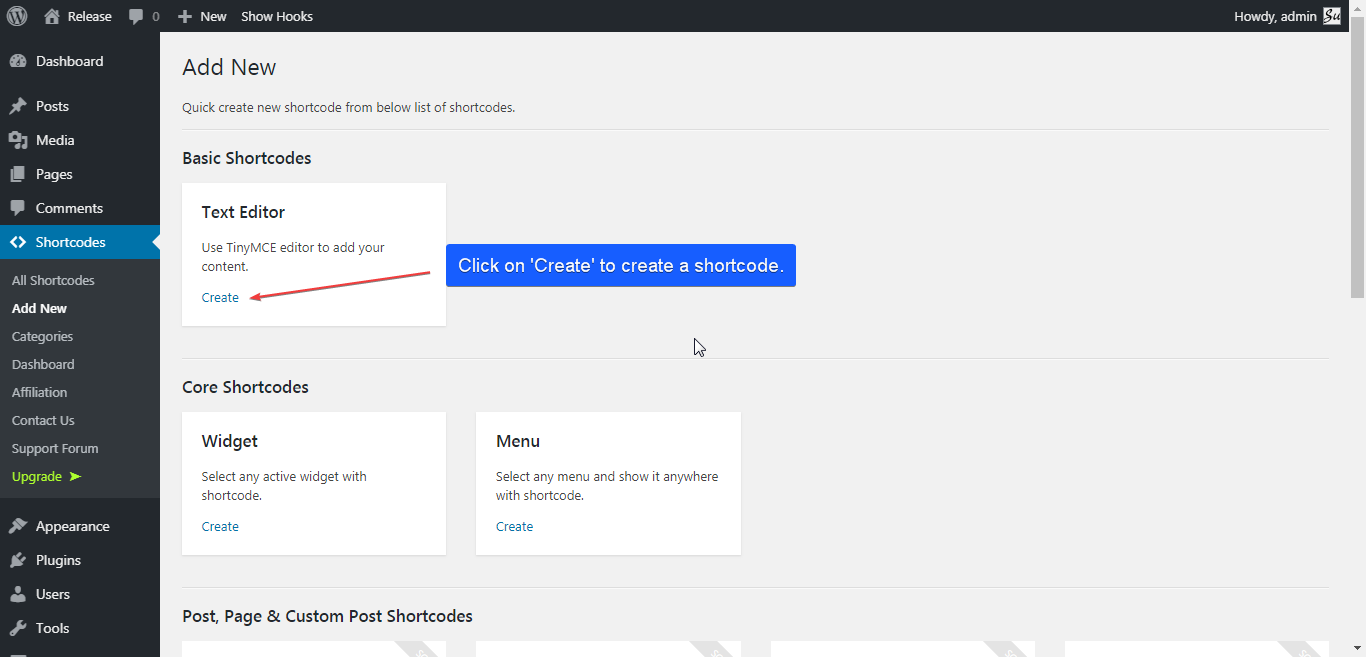 Release 0 New Show Hooks Howdy, admin Su
Dashboard
Posts
Media
Pages
Comments
Shortcodes
All Shortcodes
Add New
Categories
Dashboard
Affiliation
Contact Us
Support Forum
Upgrade ➤
Appearance
Plugins
Users
Tools
Add New
Quick create new shortcode from below list of shortcodes.
Basic Shortcodes
Text Editor
Use TinyMCE editor to add your
content.
Create
Click on 'Create' to create a shortcode.
Core Shortcodes
Widget
Select any active widget with
shortcode.
Create
Menu
Select any menu and show it anywhere
with shortcode.
Create
Post, Page & Custom Post Shortcodes